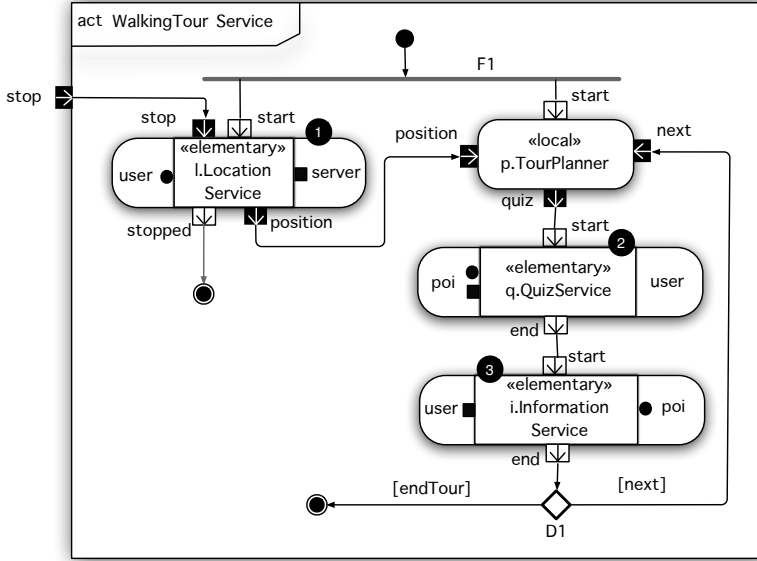 act WalkingTour Service
F1
stop
stop
start
start
1
position
«local»
p.TourPlanner
next
«elementary»
l.Location
Service
user
server
quiz
stopped
position
start
2
«elementary»
q.QuizService
poi
user
end
start
3
«elementary»
i.Information
Service
user
poi
end
[endTour]
[next]
D1